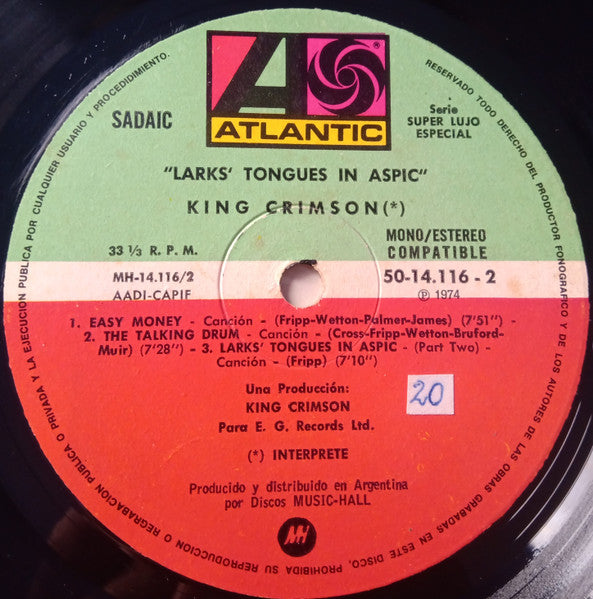 A
®
ATLANTIC
SADAIC
Serie
SUPER LUJO
ESPECIAL
"LARKS' TONGUES IN ASPIC"
KING CRIMSON(*)
33 ⅓ R. P. M.
MONO/ESTEREO
COMPATIBLE
MH-14.116/2
AADI-CAPIF
50-14.116 - 2
Ⓟ 1974
1. EASY MONEY - Canción - (Fripp-Wetton-Palmer-James) (7'51") -
- 2. THE TALKING DRUM - Canción - (Cross-Fripp-Wetton-Bruford-
Muir) (7'28") - 3. LARKS' TONGUES IN ASPIC - (Part Two) -
Canción - (Fripp) (7'10")
Una Producción:
KING CRIMSON
Para E. G. Records Ltd.
20
(*) INTERPRETE
Producido y distribuido en Argentina
por Discos MUSIC-HALL
MH
RESERVADO TODO DERECHO DEL PRODUCTOR FONOGRAFICO Y DE LOS AUTORES DE LAS OBRAS GRABADAS EN ESTE DISCO. PROHIBIDA SU REPRODUCCION O REGRABACION PUBLICA O PRIVADA Y LA EJECUCION PUBLICA POR CUALQUIER USUARIO Y PROCEDIMIENTO.